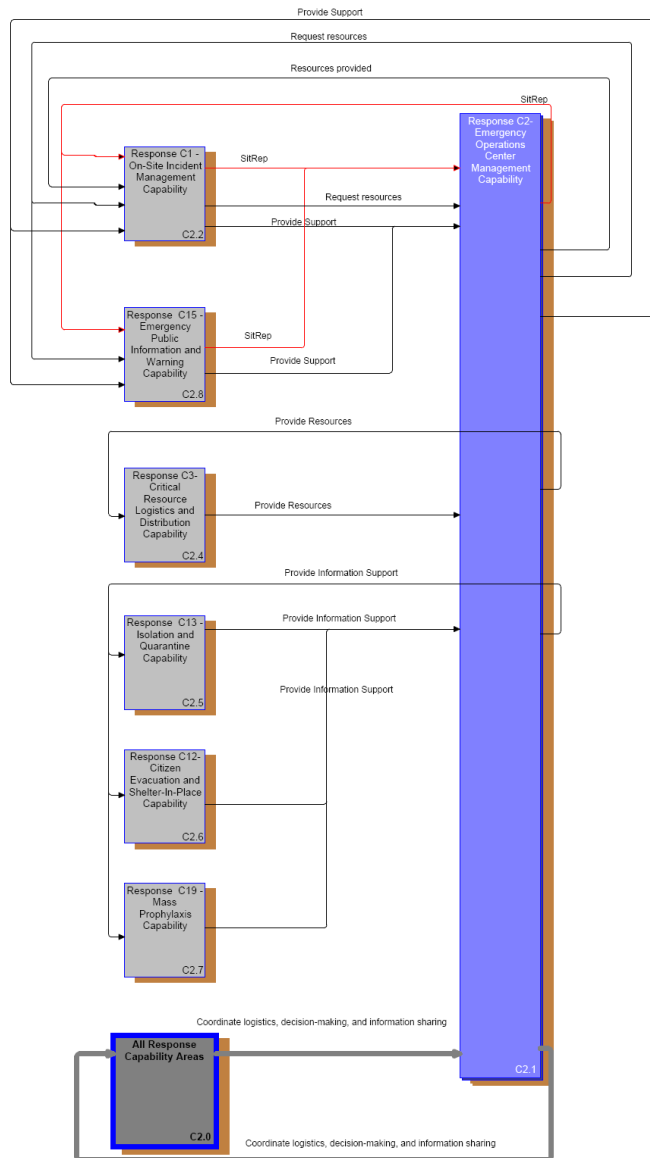 Provide Support
Request resources
Resources provided
SitRep
Response C1 -
On-Site Incident
Management
Capability
C2.2
SitRep
Request resources
Provide Support
Response C2-
Emergency
Operations
Center
Management
Capability
Response  C15 -
Emergency
Public
Information and
Warning
Capability
C2.8
SitRep
Provide Support
Provide Resources
Response C3-
Critical
Resource
Logistics and
Distribution
Capability
C2.4
Provide Resources
Provide Information Support
Response  C13 -
Isolation and
Quarantine
Capability
C2.5
Provide Information Support
Provide Information Support
Response C12-
Citizen
Evacuation and
Shelter-In-Place
Capability
C2.6
Response  C19 -
Mass
Prophylaxis
Capability
C2.7
Coordinate logistics, decision-making, and information sharing
All Response
Capability Areas
C2.0
C2.1
Coordinate logistics, decision-making, and information sharing